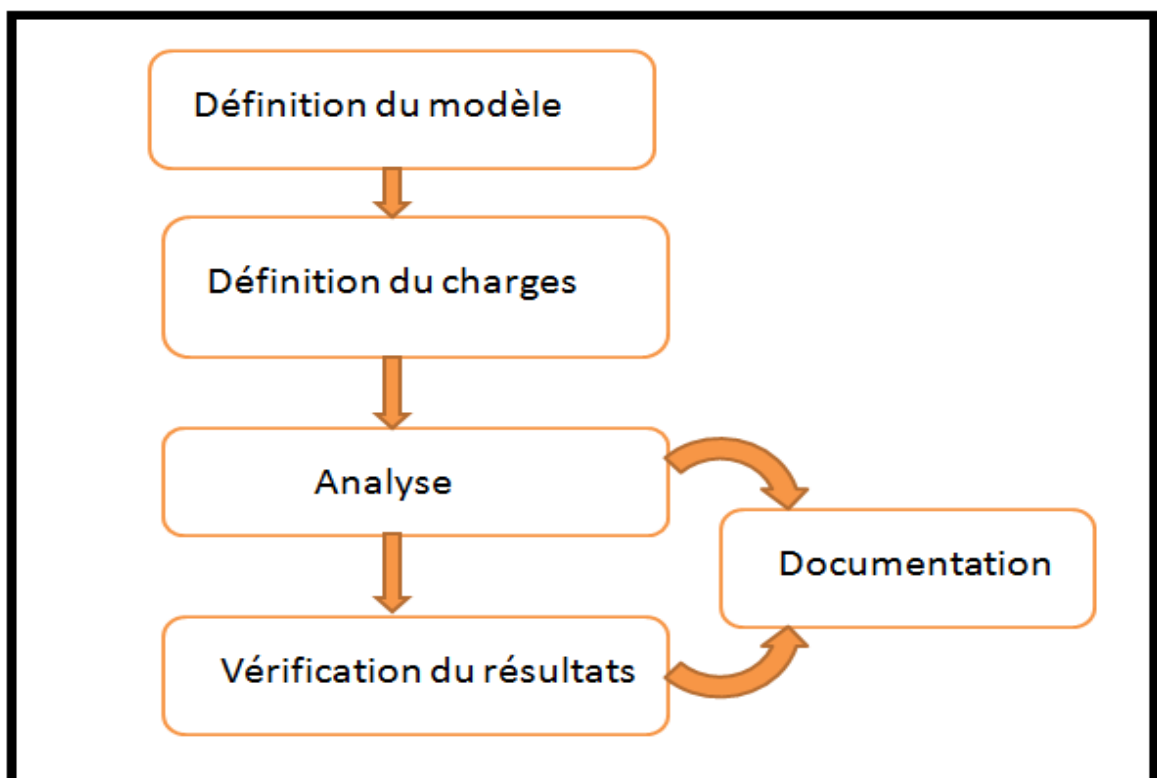 Définition du modèle
Définition du charges
Analyse
Documentation
Vérification du résultats